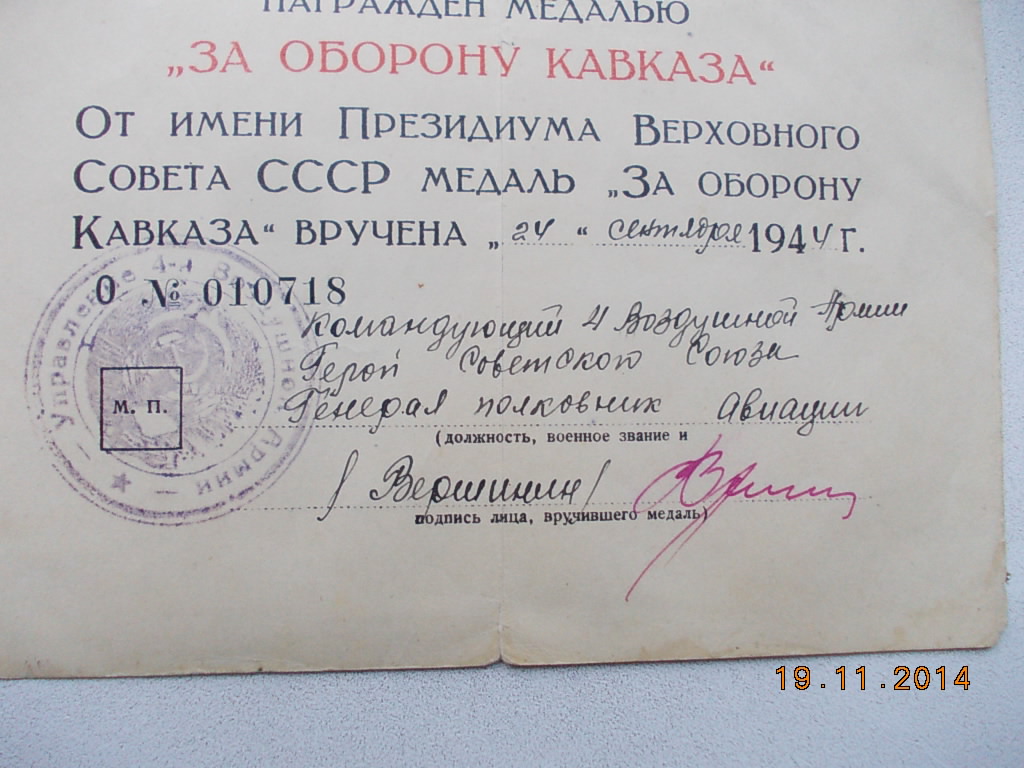 НАГРАЖДЕН МЕДАЛЬЮ
„ЗА ОБОРОНУ КАВКАЗА“
От имени Президиума Верховного
Совета СССР медаль „За оборону
Кавказа“ вручена „24“ сентября 1944 г.
О № 010718
Командующий 4 Воздушной Армии
Герой Советского Союза
Генерал полковник Авиации
(должность, военное звание и
/Вершинин/
подпись лица, вручившего медаль)
М. П.
Управление 4-й Воздушной Армии
19.11.2014